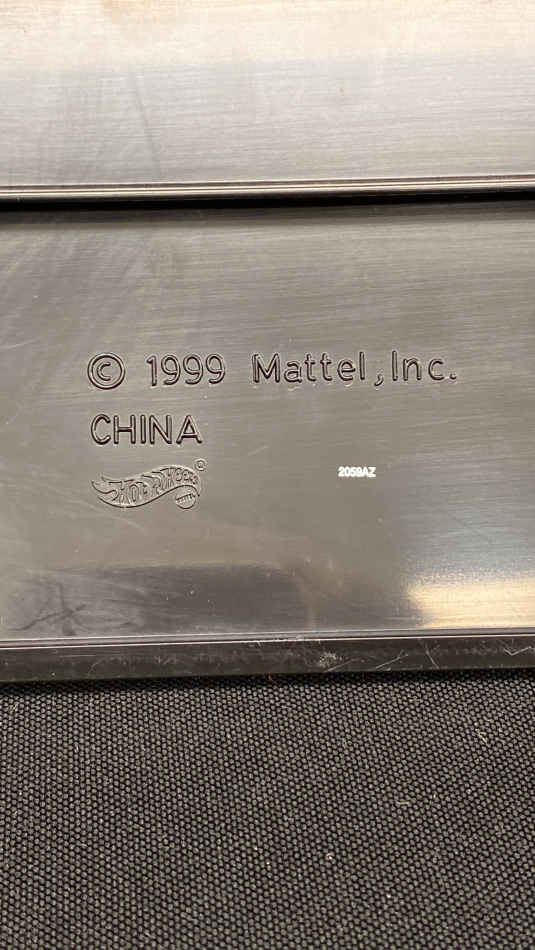 © 1999 Mattel, Inc.
CHINA
HOT WHEELS ©
2059AZ